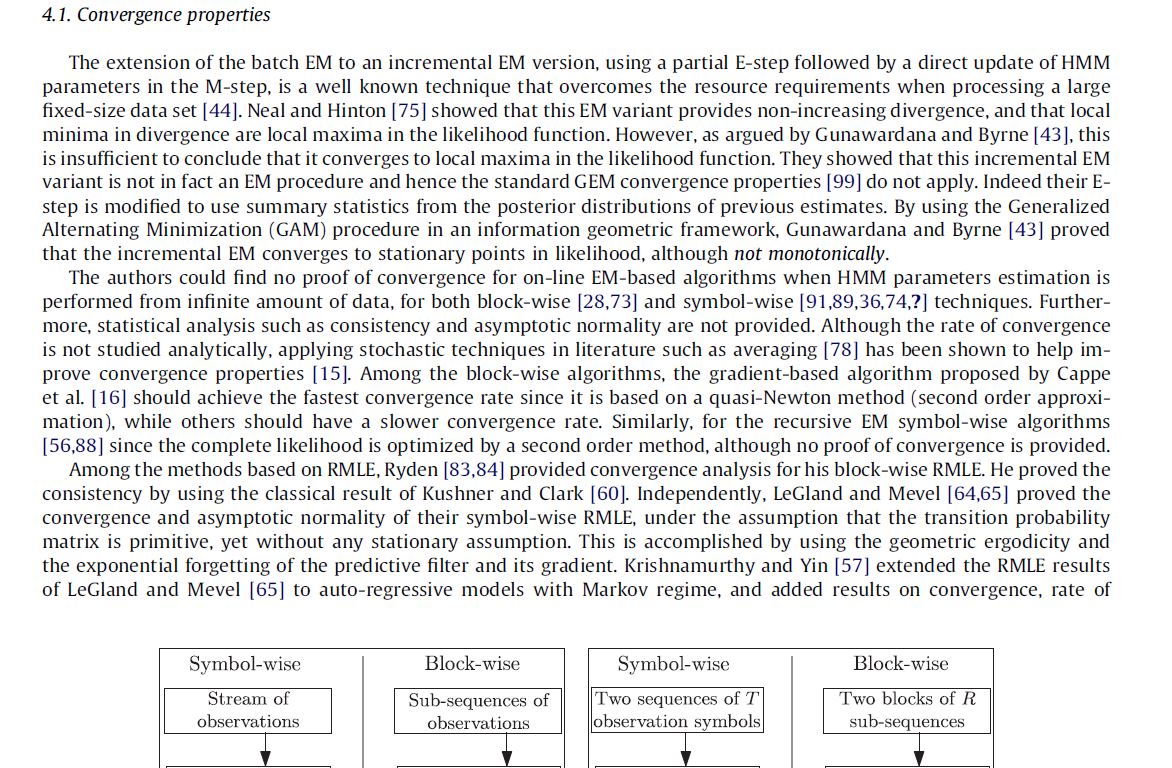 4.1. Convergence properties
The extension of the batch EM to an incremental EM version, using a partial E-step followed by a direct update of HMM
parameters in the M-step, is a well known technique that overcomes the resource requirements when processing a large
fixed-size data set [44]. Neal and Hinton [75] showed that this EM variant provides non-increasing divergence, and that local
minima in divergence are local maxima in the likelihood function. However, as argued by Gunawardana and Byrne [43], this
is insufficient to conclude that it converges to local maxima in the likelihood function. They showed that this incremental EM
variant is not in fact an EM procedure and hence the standard GEM convergence properties [99] do not apply. Indeed their E-
step is modified to use summary statistics from the posterior distributions of previous estimates. By using the Generalized
Alternating Minimization (GAM) procedure in an information geometric framework, Gunawardana and Byrne [43] proved
that the incremental EM converges to stationary points in likelihood, although not monotonically.
The authors could find no proof of convergence for on-line EM-based algorithms when HMM parameters estimation is
performed from infinite amount of data, for both block-wise [28,73] and symbol-wise [91,89,36,74,?] techniques. Further-
more, statistical analysis such as consistency and asymptotic normality are not provided. Although the rate of convergence
is not studied analytically, applying stochastic techniques in literature such as averaging [78] has been shown to help im-
prove convergence properties [15]. Among the block-wise algorithms, the gradient-based algorithm proposed by Cappe
et al. [16] should achieve the fastest convergence rate since it is based on a quasi-Newton method (second order approxi-
mation), while others should have a slower convergence rate. Similarly, for the recursive EM symbol-wise algorithms
[56,88] since the complete likelihood is optimized by a second order method, although no proof of convergence is provided.
Among the methods based on RMLE, Ryden [83,84] provided convergence analysis for his block-wise RMLE. He proved the
consistency by using the classical result of Kushner and Clark [60]. Independently, LeGland and Mevel [64,65] proved the
convergence and asymptotic normality of their symbol-wise RMLE, under the assumption that the transition probability
matrix is primitive, yet without any stationary assumption. This is accomplished by using the geometric ergodicity and
the exponential forgetting of the predictive filter and its gradient. Krishnamurthy and Yin [57] extended the RMLE results
of LeGland and Mevel [65] to auto-regressive models with Markov regime, and added results on convergence, rate of
Symbol-wise
Stream of
observations
Block-wise
Sub-sequences of
observations
Symbol-wise
Two sequences of T
observation symbols
Block-wise
Two blocks of R
sub-sequences